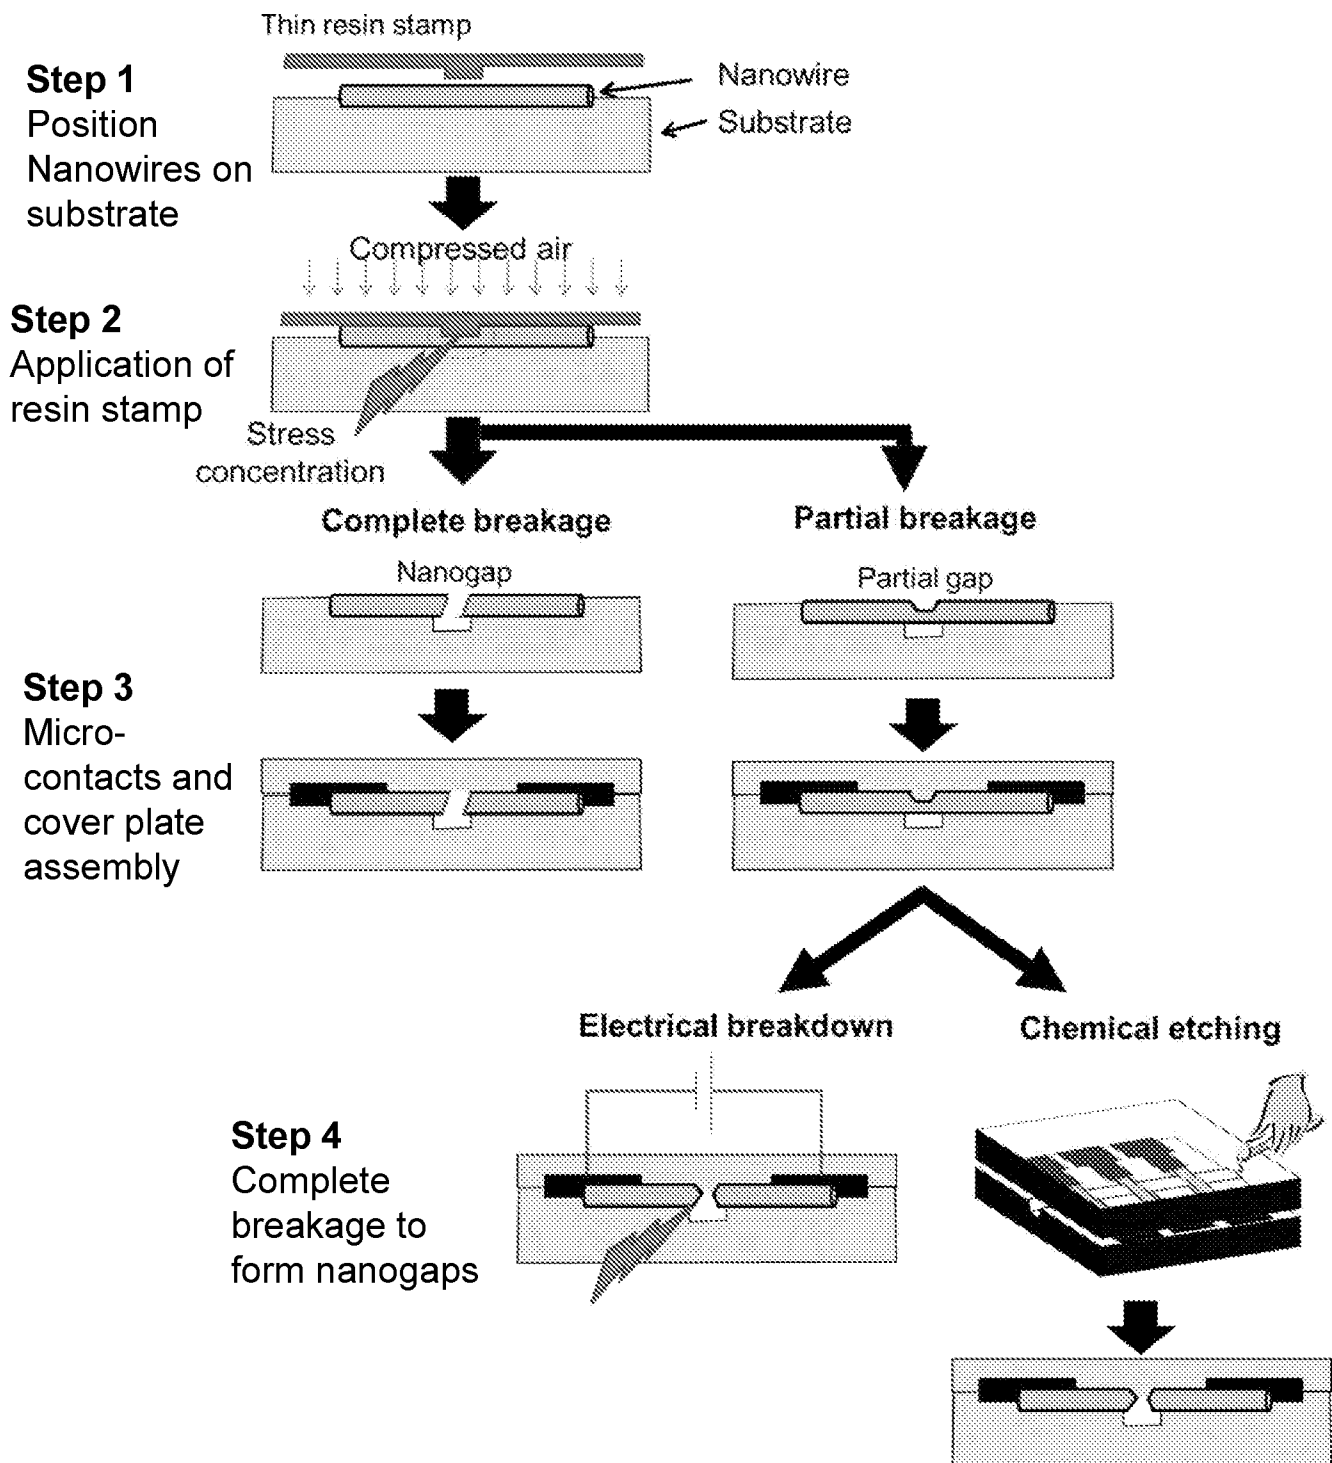 Thin resin stamp
Step 1
Position
Nanowires on
substrate
Nanowire
Substrate
Compressed air
Step 2
Application of
resin stamp
Stress
concentration
Complete breakage
Partial breakage
Nanogap
Partial gap
Step 3
Micro-
contacts and
cover plate
assembly
Electrical breakdown
Chemical etching
Step 4
Complete
breakage to
form nanogaps